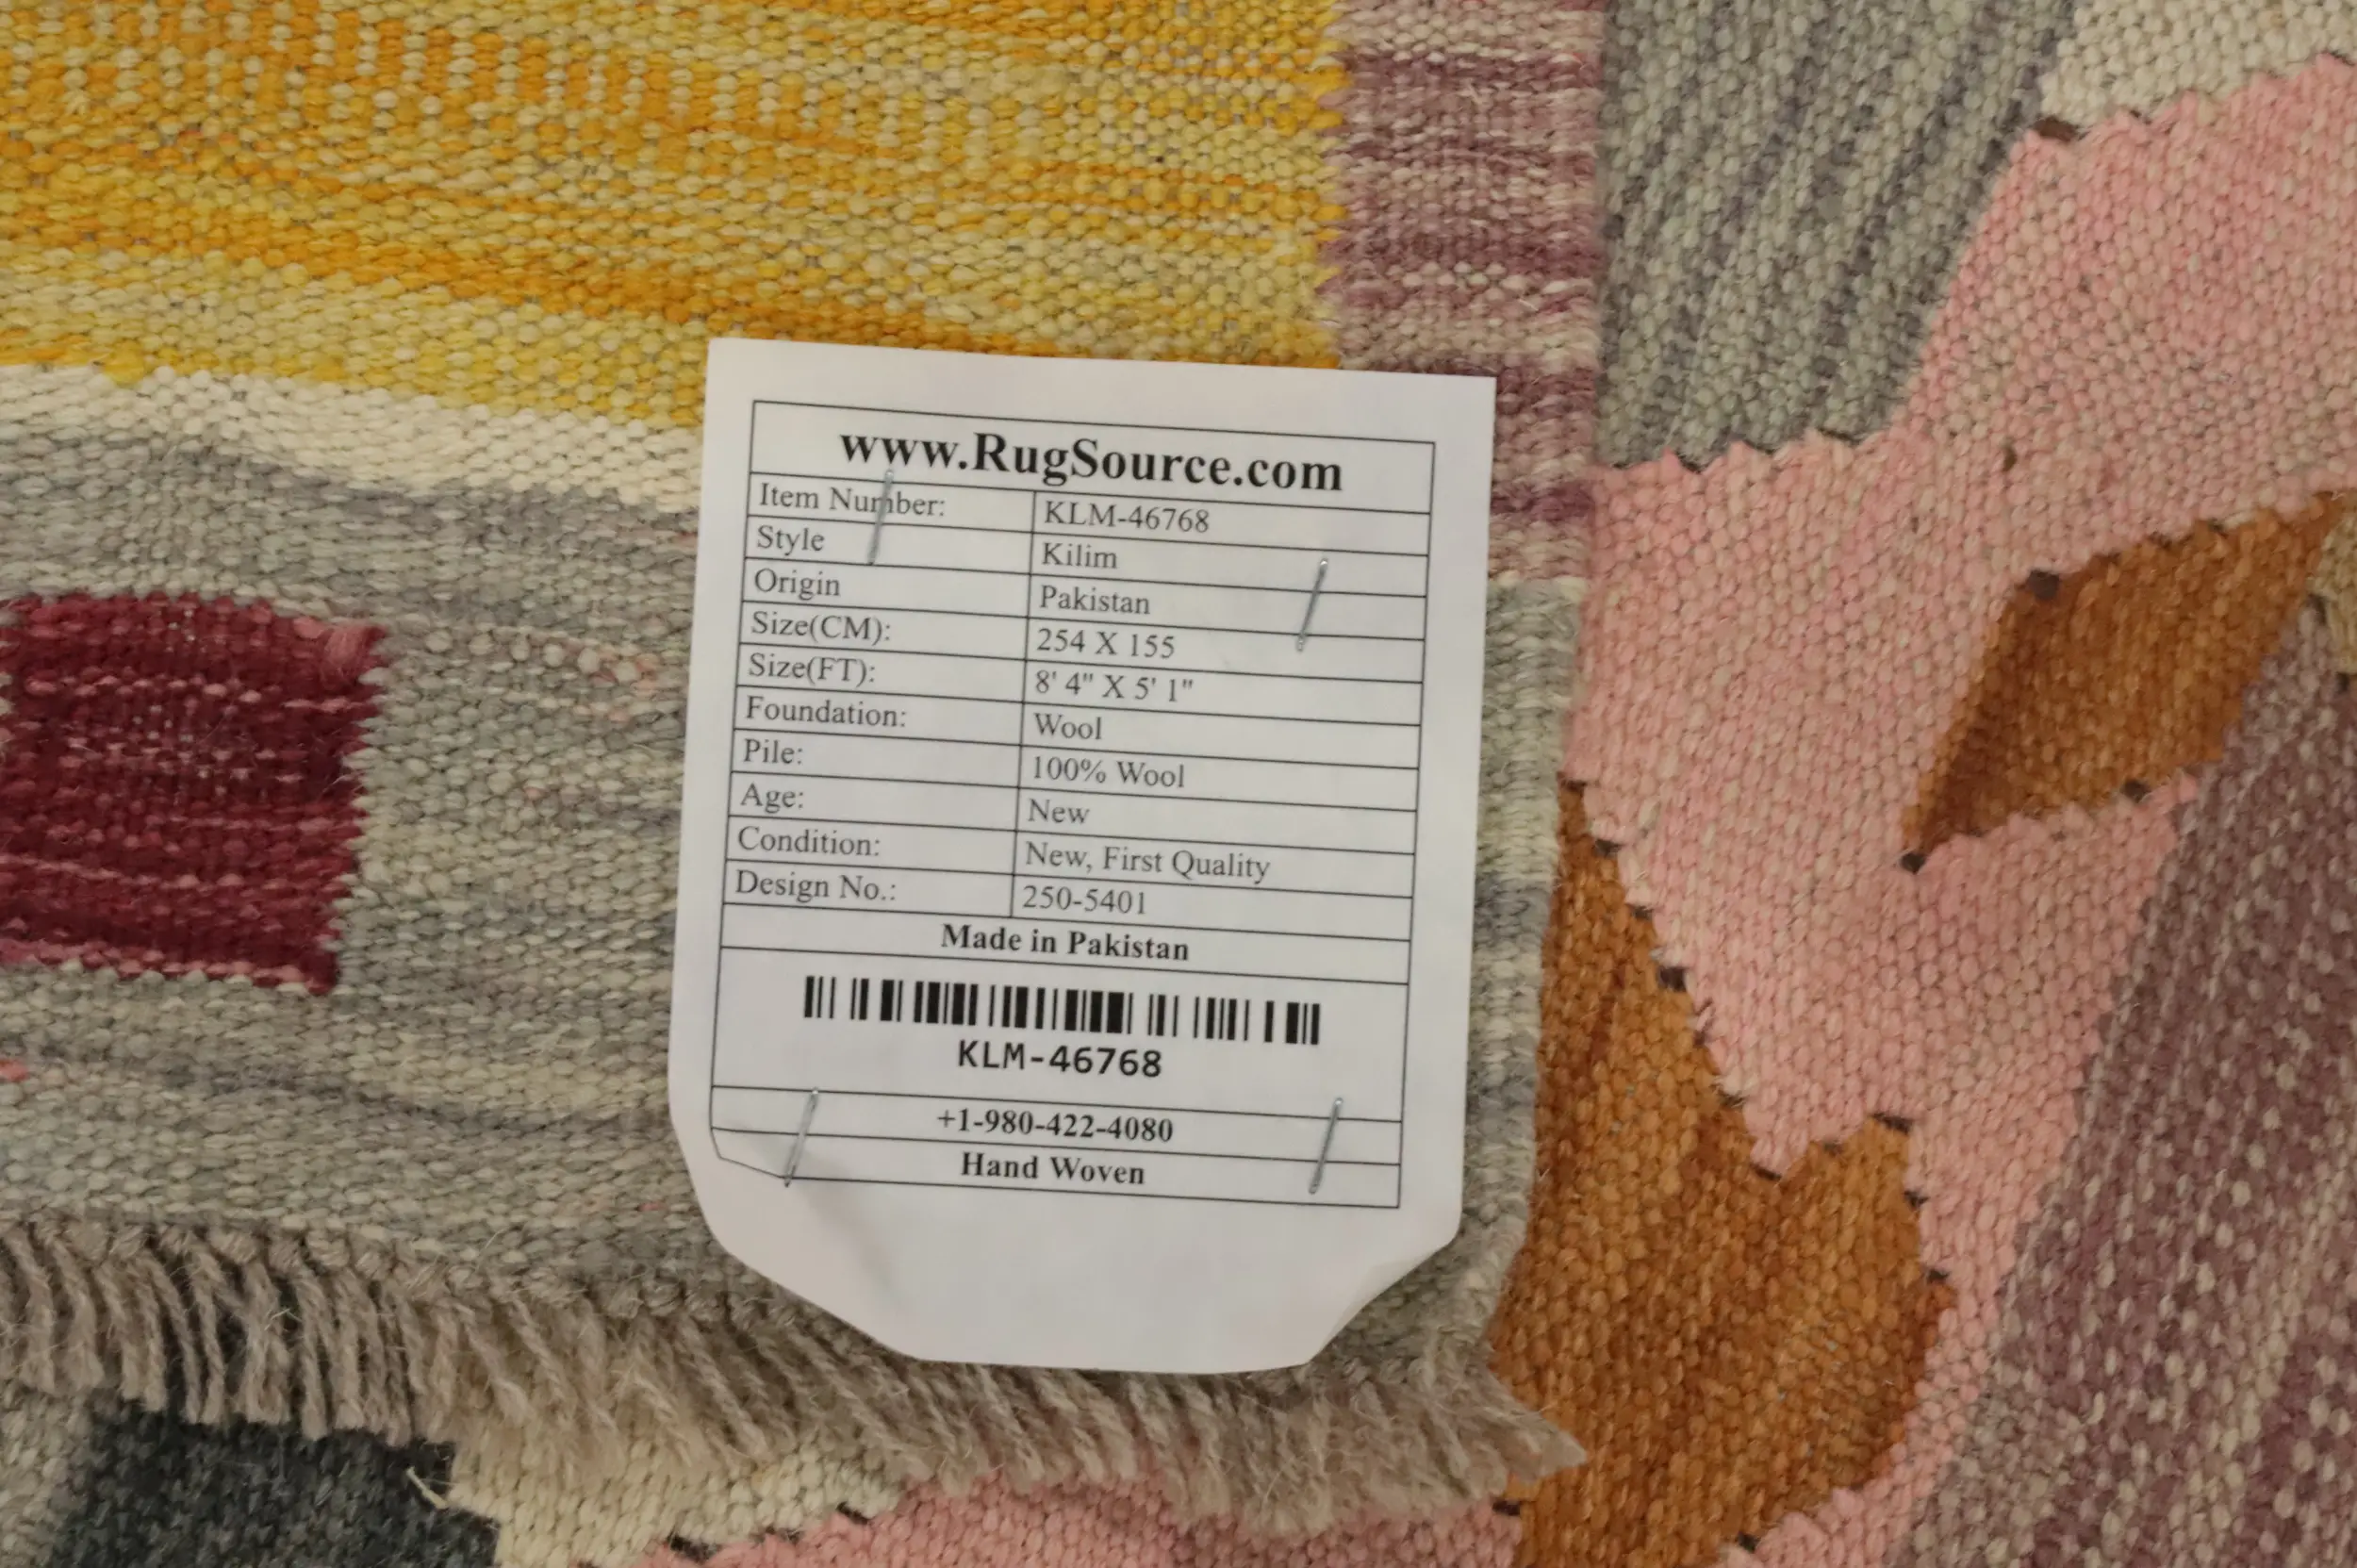 www.RugSource.com
Item Number: KLM-46768
Style Kilim
Origin Pakistan
Size(CM): 254 X 155
Size(FT): 8' 4" X 5' 1"
Foundation: Wool
Pile: 100% Wool
Age: New
Condition: New, First Quality
Design No.: 250-5401
Made in Pakistan
KLM-46768
+1-980-422-4080
Hand Woven